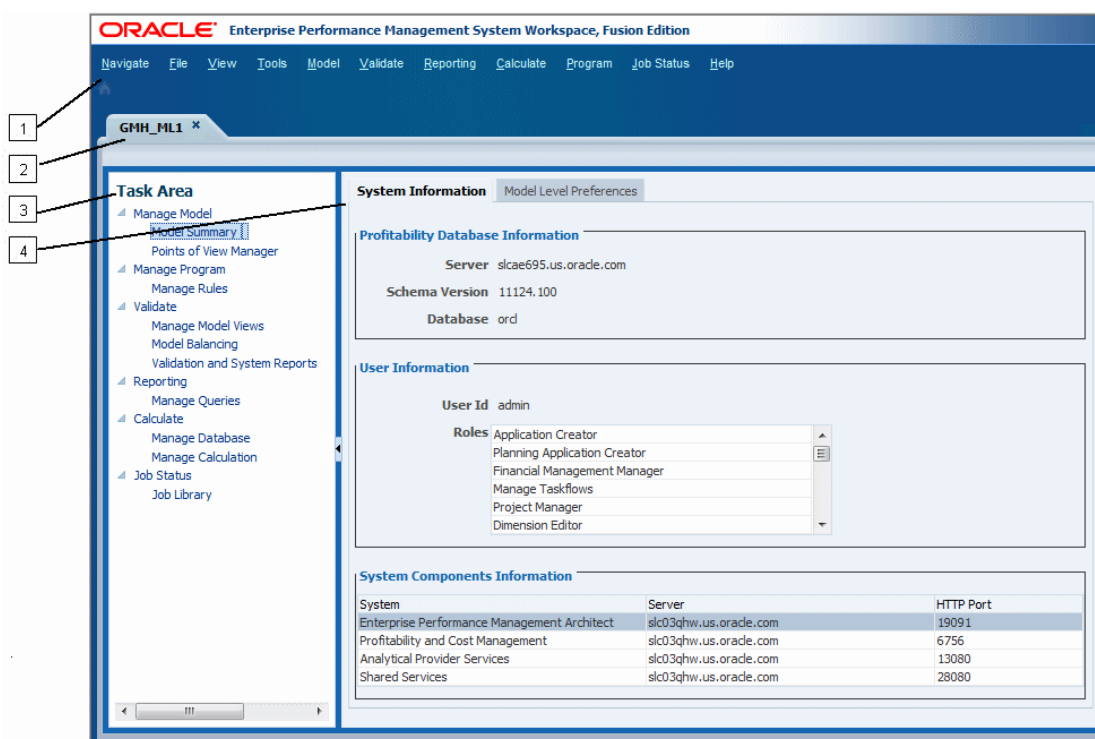 ORACLE Enterprise Performance Management System Workspace, Fusion Edition
Navigate File View Tools Model Validate Reporting Calculate Program Job Status Help
1
GMH_ML1 ×
2
3
4
Task Area
Manage Model
Model Summary
Points of View Manager
Manage Program
Manage Rules
Validate
Manage Model Views
Model Balancing
Validation and System Reports
Reporting
Manage Queries
Calculate
Manage Database
Manage Calculation
Job Status
Job Library
System Information Model Level Preferences
Profitability Database Information
Server slcae695.us.oracle.com
Schema Version 11124.100
Database orcl
User Information
User Id admin
Roles Application Creator
Planning Application Creator
Financial Management Manager
Manage Taskflows
Project Manager
Dimension Editor
System Components Information
System Server HTTP Port
Enterprise Performance Management Architect slc03qhw.us.oracle.com 19091
Profitability and Cost Management slc03qhw.us.oracle.com 6756
Analytical Provider Services slc03qhw.us.oracle.com 13080
Shared Services slc03qhw.us.oracle.com 28080